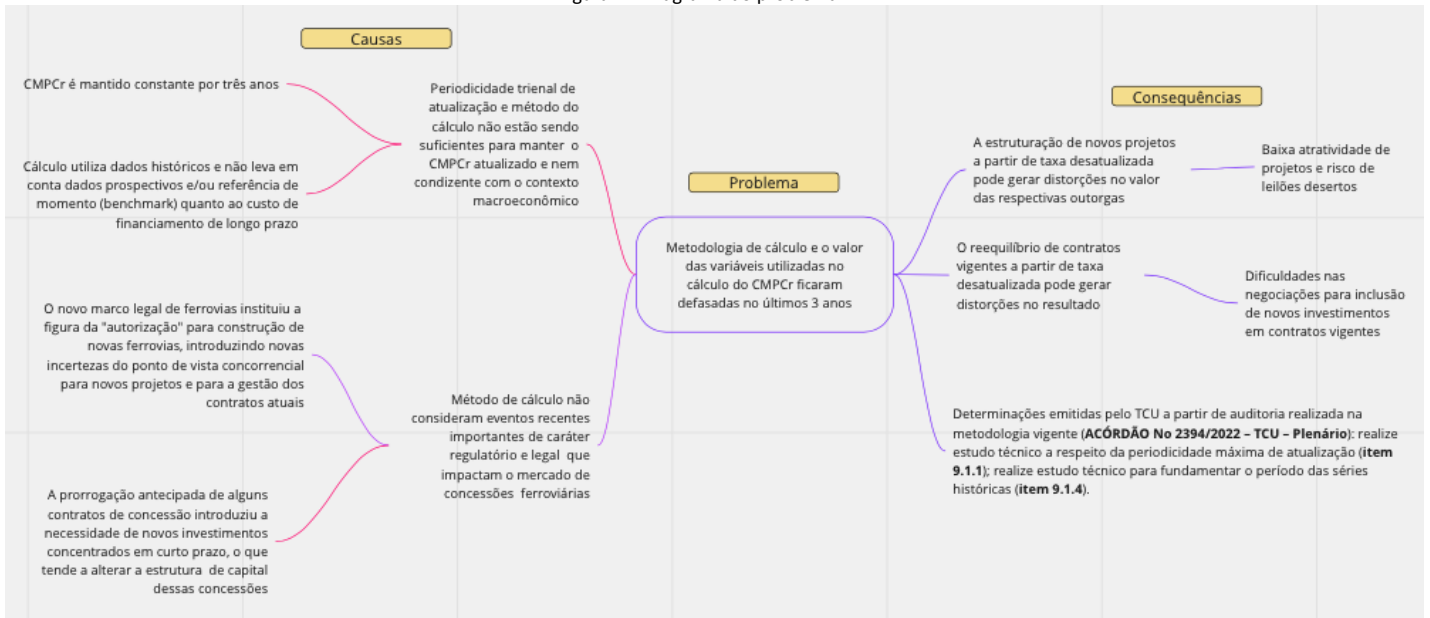 Causas
CMPCr é mantido constante por três anos
Cálculo utiliza dados históricos e não leva em
conta dados prospectivos e/ou referência de
momento (benchmark) quanto ao custo de
financiamento de longo prazo
Periodicidade trienal de
atualização e método do
cálculo não estão sendo
suficientes para manter o
CMPCr atualizado e nem
condizente com o contexto
macroeconômico
O novo marco legal de ferrovias instituiu a
figura da "autorização" para construção de
novas ferrovias, introduzindo novas
incertezas do ponto de vista concorrencial
para novos projetos e para a gestão dos
contratos atuais
A prorrogação antecipada de alguns
contratos de concessão introduziu a
necessidade de novos investimentos
concentrados em curto prazo, o que
tende a alterar a estrutura de capital
dessas concessões
Método de cálculo não
consideram eventos recentes
importantes de caráter
regulatório e legal que
impactam o mercado de
concessões ferroviárias
Problema
Metodologia de cálculo e o valor
das variáveis utilizadas no
cálculo do CMPCr ficaram
defasadas no últimos 3 anos
Consequências
A estruturação de novos projetos
a partir de taxa desatualizada
pode gerar distorções no valor
das respectivas outorgas
Baixa atratividade de
projetos e risco de
leilões desertos
O reequilíbrio de contratos
vigentes a partir de taxa
desatualizada pode gerar
distorções no resultado
Dificuldades nas
negociações para inclusão
de novos investimentos
em contratos vigentes
Determinações emitidas pelo TCU a partir de auditoria realizada na
metodologia vigente (ACÓRDÃO No 2394/2022 – TCU – Plenário): realize
estudo técnico a respeito da periodicidade máxima de atualização (item
9.1.1); realize estudo técnico para fundamentar o período das séries
históricas (item 9.1.4).